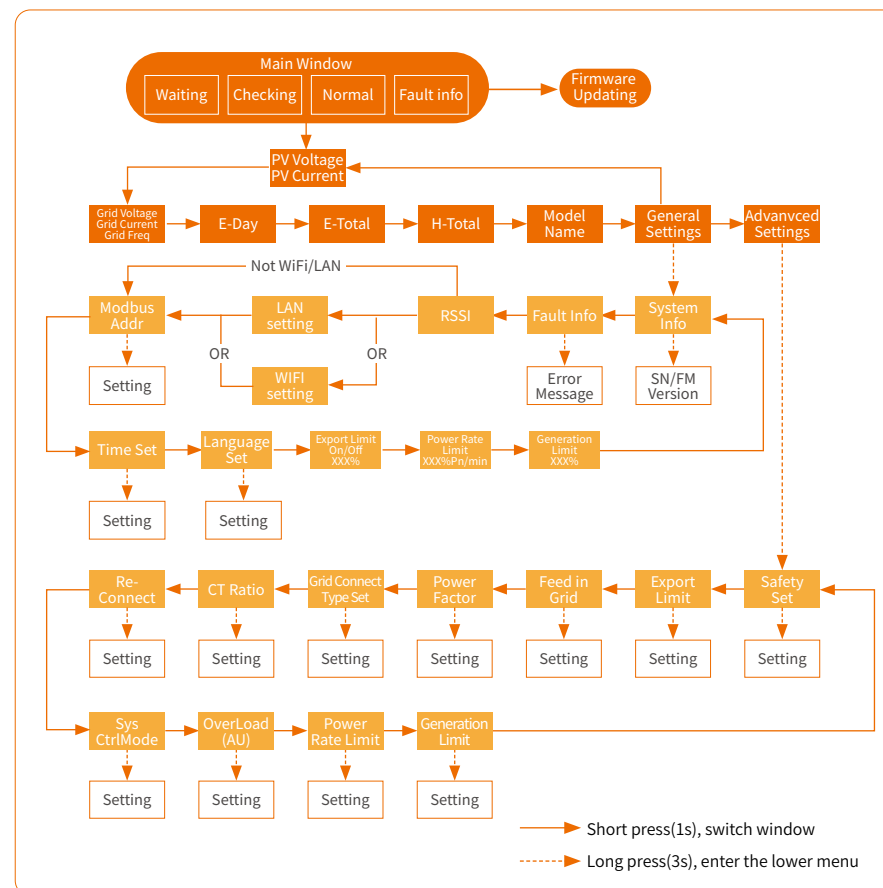 Main Window
Waiting
Checking
Normal
Fault info
Firmware
Updating
PV Voltage
PV Current
Grid Voltage
Grid Current
Grid Freq
E-Day
E-Total
H-Total
Model
Name
General
Settings
Advanvced
Settings
Not WiFi/LAN
Modbus
Addr
LAN
setting
RSSI
Fault Info
System
Info
OR
OR
Setting
WIFI
setting
Error
Message
SN/FM
Version
Time Set
Language
Set
Export Limit
On/Off
XXX%
Power Rate
Limit
XXX%Pn/min
Generation
Limit
XXX%
Setting
Setting
Re-
Connect
CT Ratio
Grid Connect
Type Set
Power
Factor
Feed in
Grid
Export
Limit
Safety
Set
Setting
Setting
Setting
Setting
Setting
Setting
Setting
Sys
CtrlMode
OverLoad
(AU)
Power
Rate Limit
Generation
Limit
Setting
Setting
Setting
Setting
Short press(1s), switch window
Long press(3s), enter the lower menu